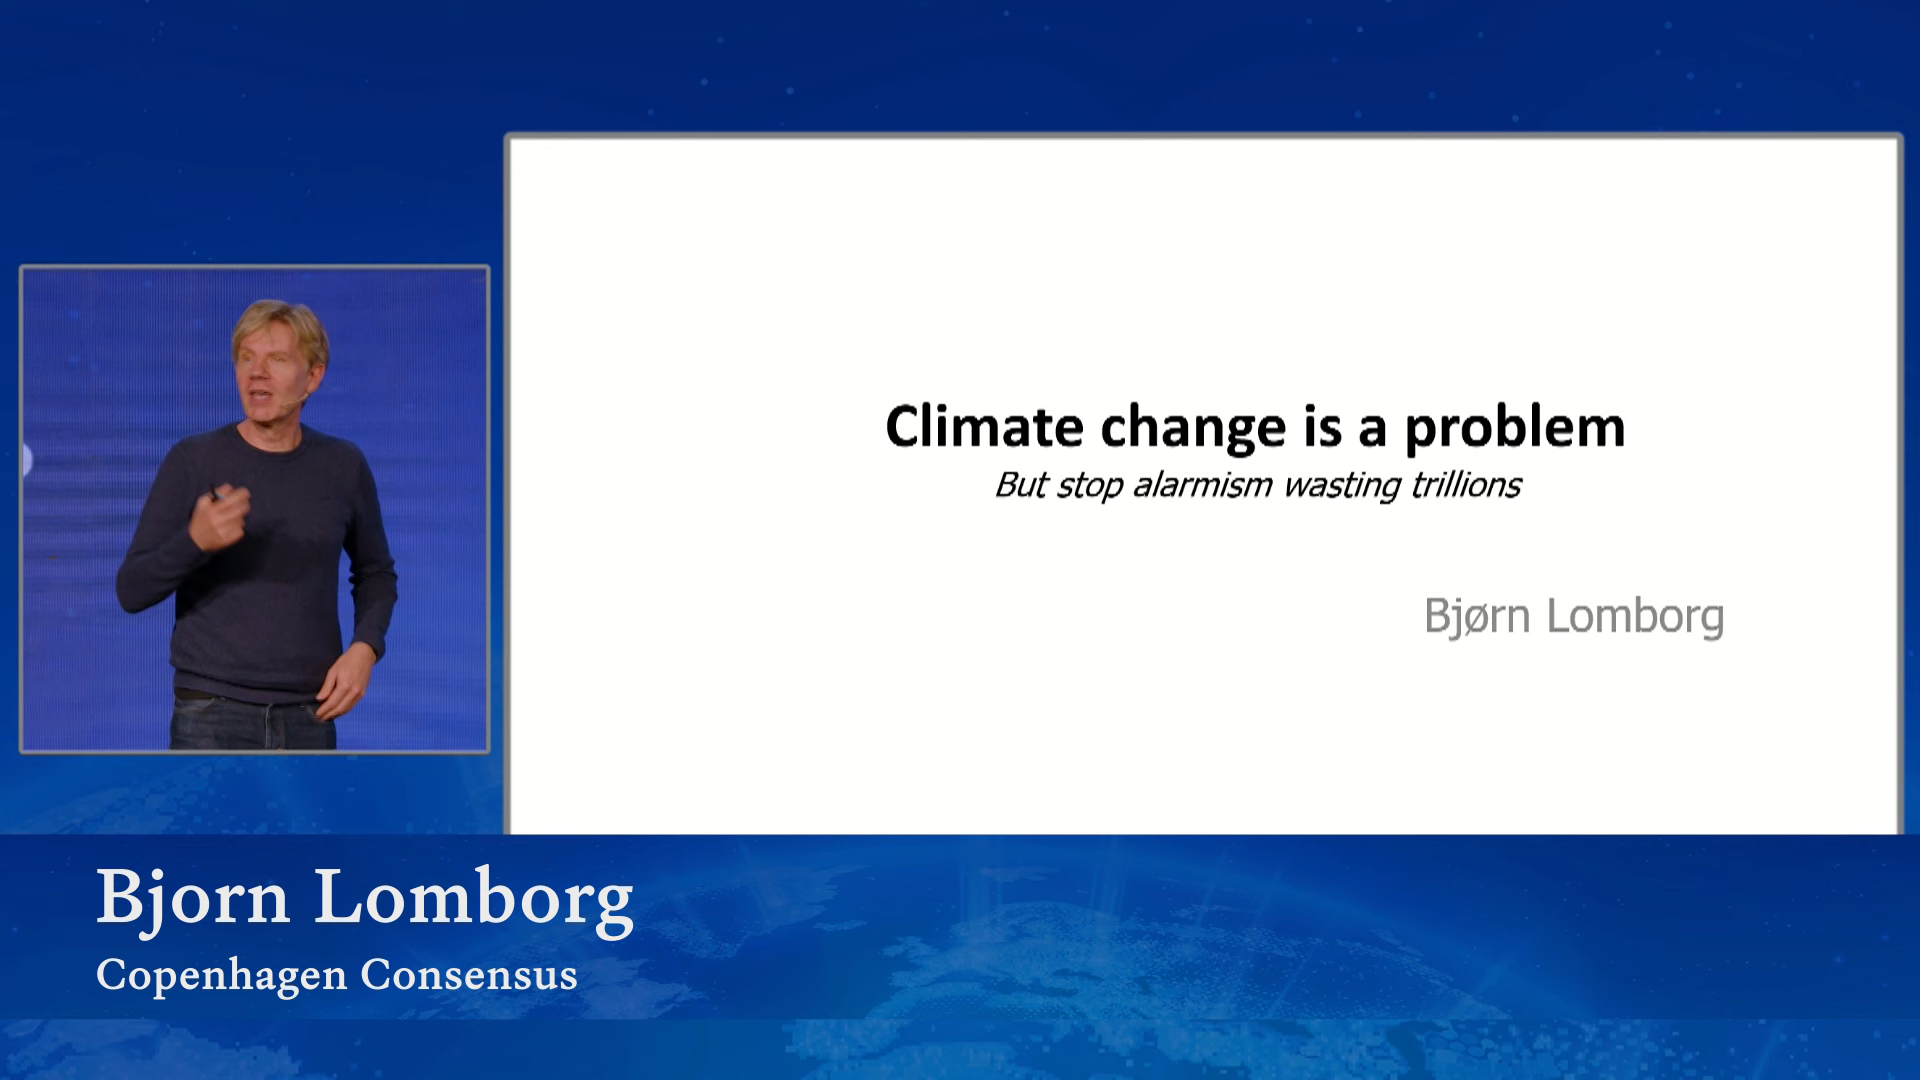 Climate change is a problem
But stop alarmism wasting trillions
Bjørn Lomborg
Bjorn Lomborg
Copenhagen Consensus